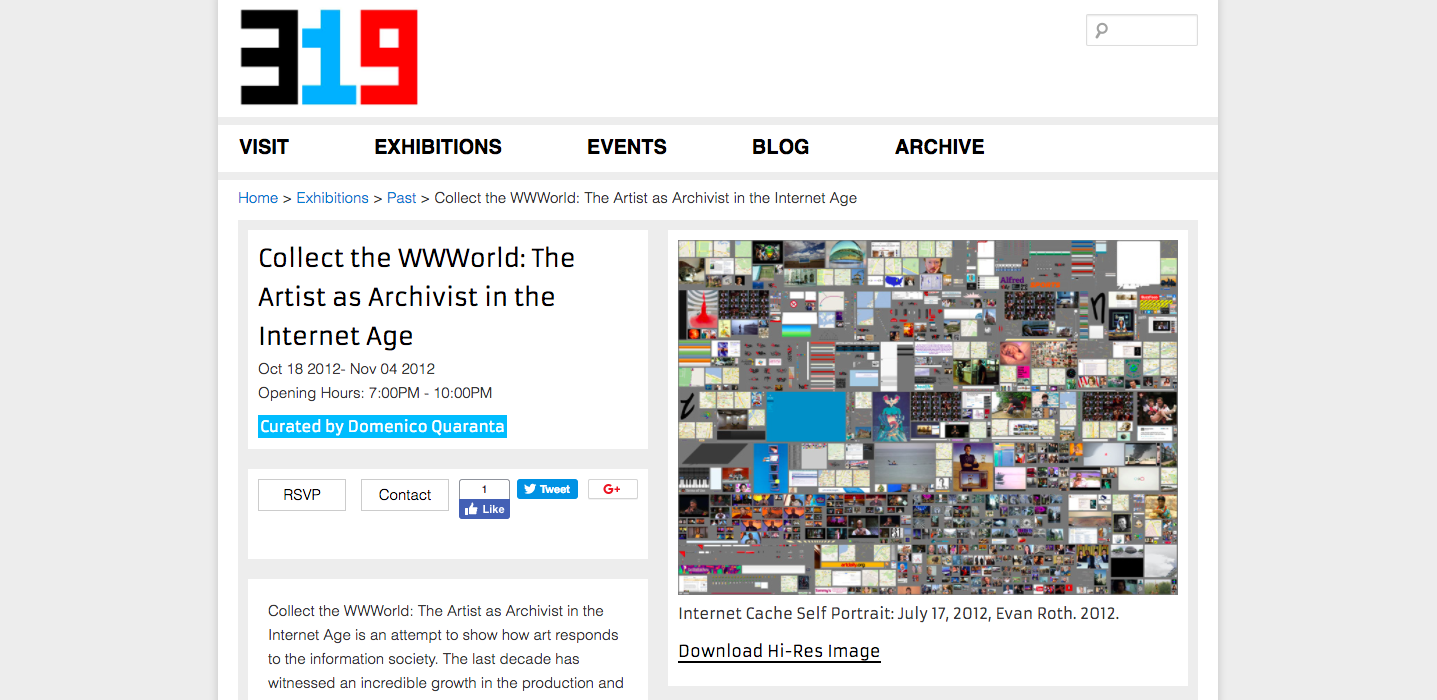 319
VISIT EXHIBITIONS EVENTS BLOG ARCHIVE
Home > Exhibitions > Past > Collect the WWWorld: The Artist as Archivist in the Internet Age
Collect the WWWorld: The
Artist as Archivist in the
Internet Age
Oct 18 2012- Nov 04 2012
Opening Hours: 7:00PM - 10:00PM
Curated by Domenico Quaranta
RSVP
Contact
1
Like
Tweet
G+
Collect the WWWorld: The Artist as Archivist in the
Internet Age is an attempt to show how art responds
to the information society. The last decade has
witnessed an incredible growth in the production and
Alfred
Internet Cache Self Portrait: July 17, 2012, Evan Roth. 2012.
Download Hi-Res Image